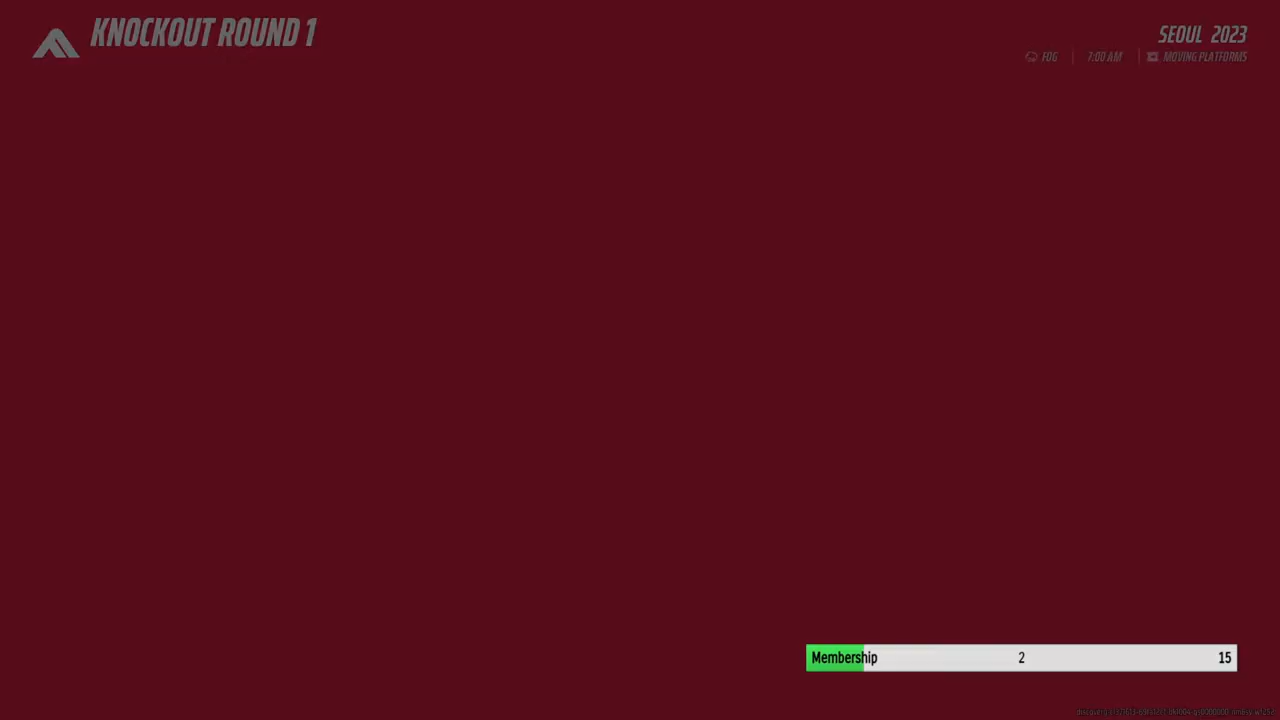 KNOCKOUT ROUND 1
SEOUL 2023
FOG
7:00 AM
MOVING PLATFORMS
Membership 2 15